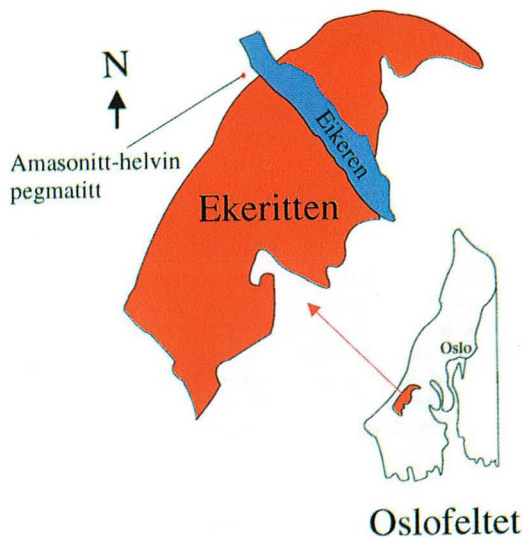 N
Amasonitt-helvin
pegmatitt
Eikeren
Ekeritten
Oslo
Oslofeltet